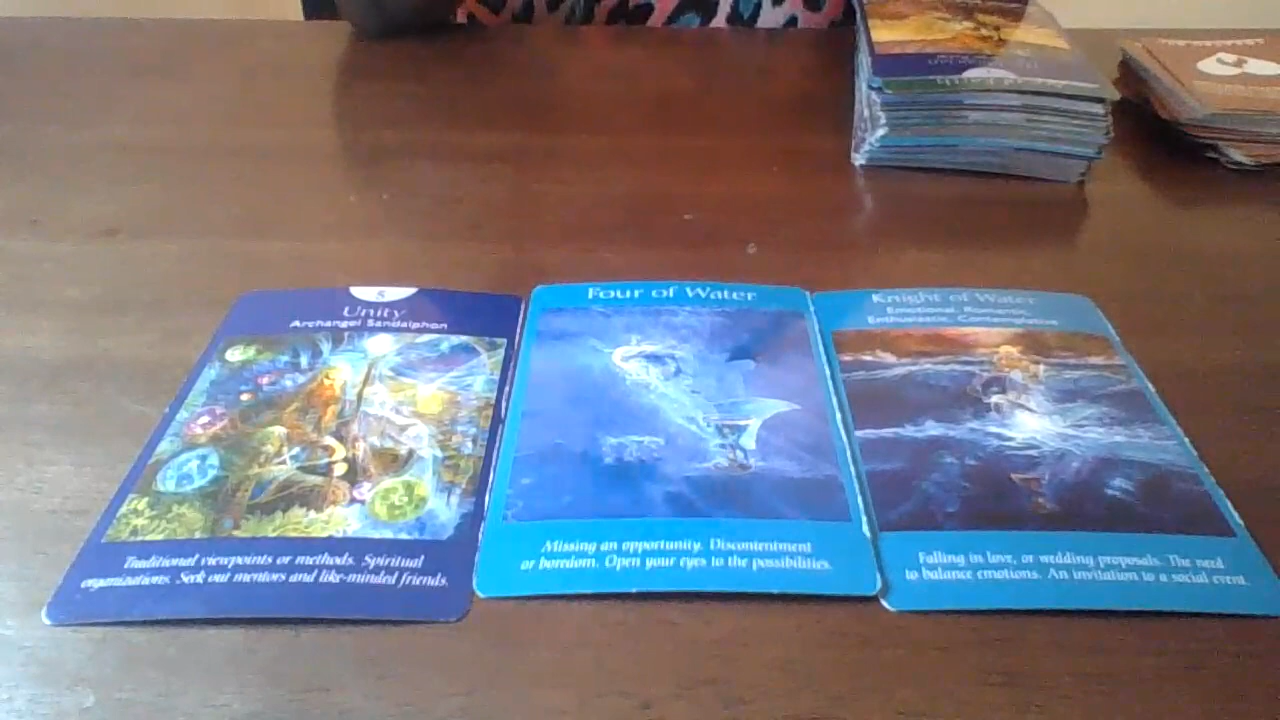 5
Unity
Archangel Sandalphon
Traditional viewpoints or methods. Spiritual
organizations. Seek out mentors and like-minded friends.
Four of Water
Missing an opportunity. Discontentment
or boredom. Open your eyes to the possibilities.
Knight of Water
Emotional, Romantic,
Enthusiastic, Contemplative
Falling in love, or wedding proposals. The need
to balance emotions. An invitation to a social event.